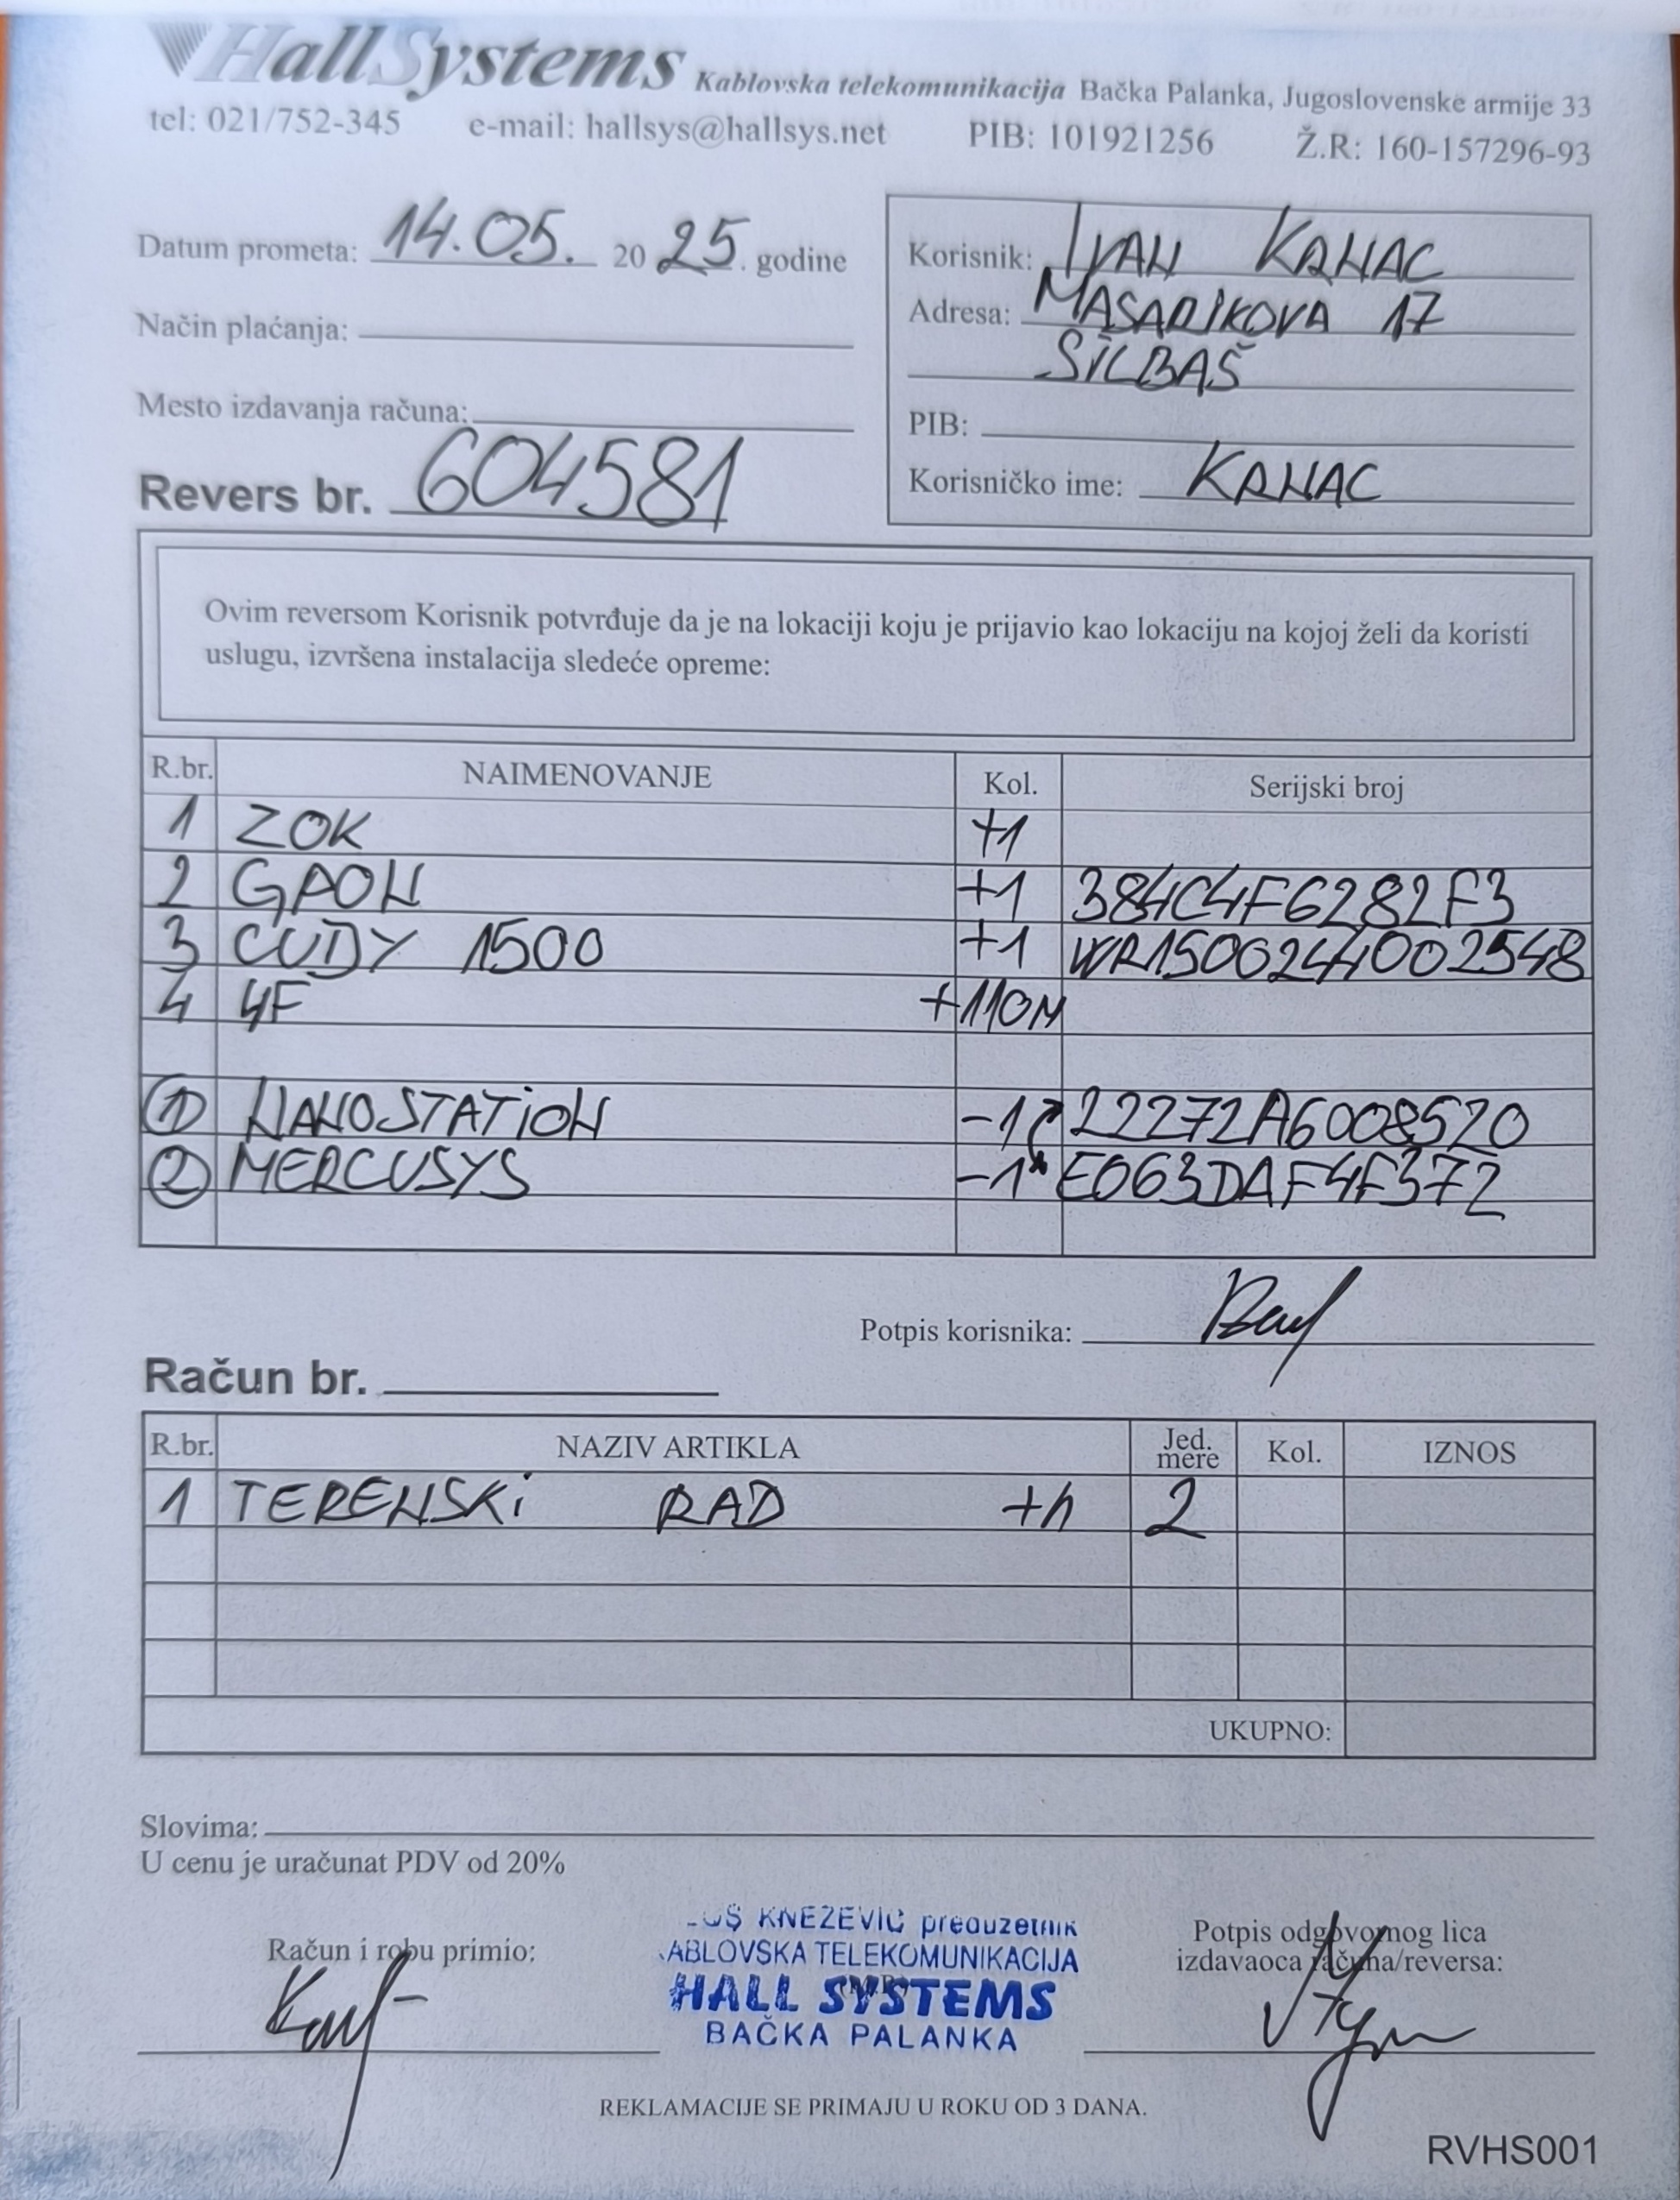 HallSystems Kablovska telekomunikacija Bačka Palanka, Jugoslovenske armije 33
tel: 021/752-345 e-mail: hallsys@hallsys.net PIB: 101921256 Ž.R: 160-157296-93
Datum prometa: 14.05. 2025. godine
Način plaćanja:
Mesto izdavanja računa:
Revers br. 604581
Korisnik: IVAN KANAC
Adresa: MASARIKOVA 17
SILBAŠ
PIB:
Korisničko ime: KANAC
Ovim reversom Korisnik potvrđuje da je na lokaciji koju je prijavio kao lokaciju na kojoj želi da koristi
uslugu, izvršena instalacija sledeće opreme:
R.br. NAIMENOVANJE Kol. Serijski broj
1 ZOK +1
2 GPON +1 384C4F6282F3
3 CUDY 1500 +1 WR1500244002548
4 4F +110M
1 NANOSTATION -1 22272A6008520
2 MERCUSYS -1 E063DAF4F372
Potpis korisnika:
Račun br.
R.br. NAZIV ARTIKLA Jed. mere Kol. IZNOS
1 TERENSKI RAD +h 2
UKUPNO:
Slovima:
U cenu je uračunat PDV od 20%
Račun i robu primio:
KNEŽEVIĆ preduzetnik
ABLOVSKA TELEKOMUNIKACIJA
HALL SYSTEMS
BAČKA PALANKA
Potpis odgovornog lica
izdavaoca računa/reversa:
REKLAMACIJE SE PRIMAJU U ROKU OD 3 DANA.
RVHS001